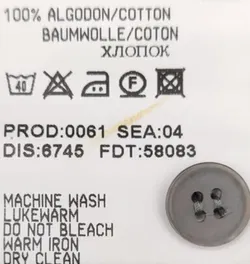 100% ALGODON/COTTON
BAUMWOLLE/COTON
ХЛОПОК
40
PROD:0061 SEA:04
DIS:6745 FDT:58083
MACHINE WASH
LUKEWARM
DO NOT BLEACH
WARM IRON
DRY CLEAN